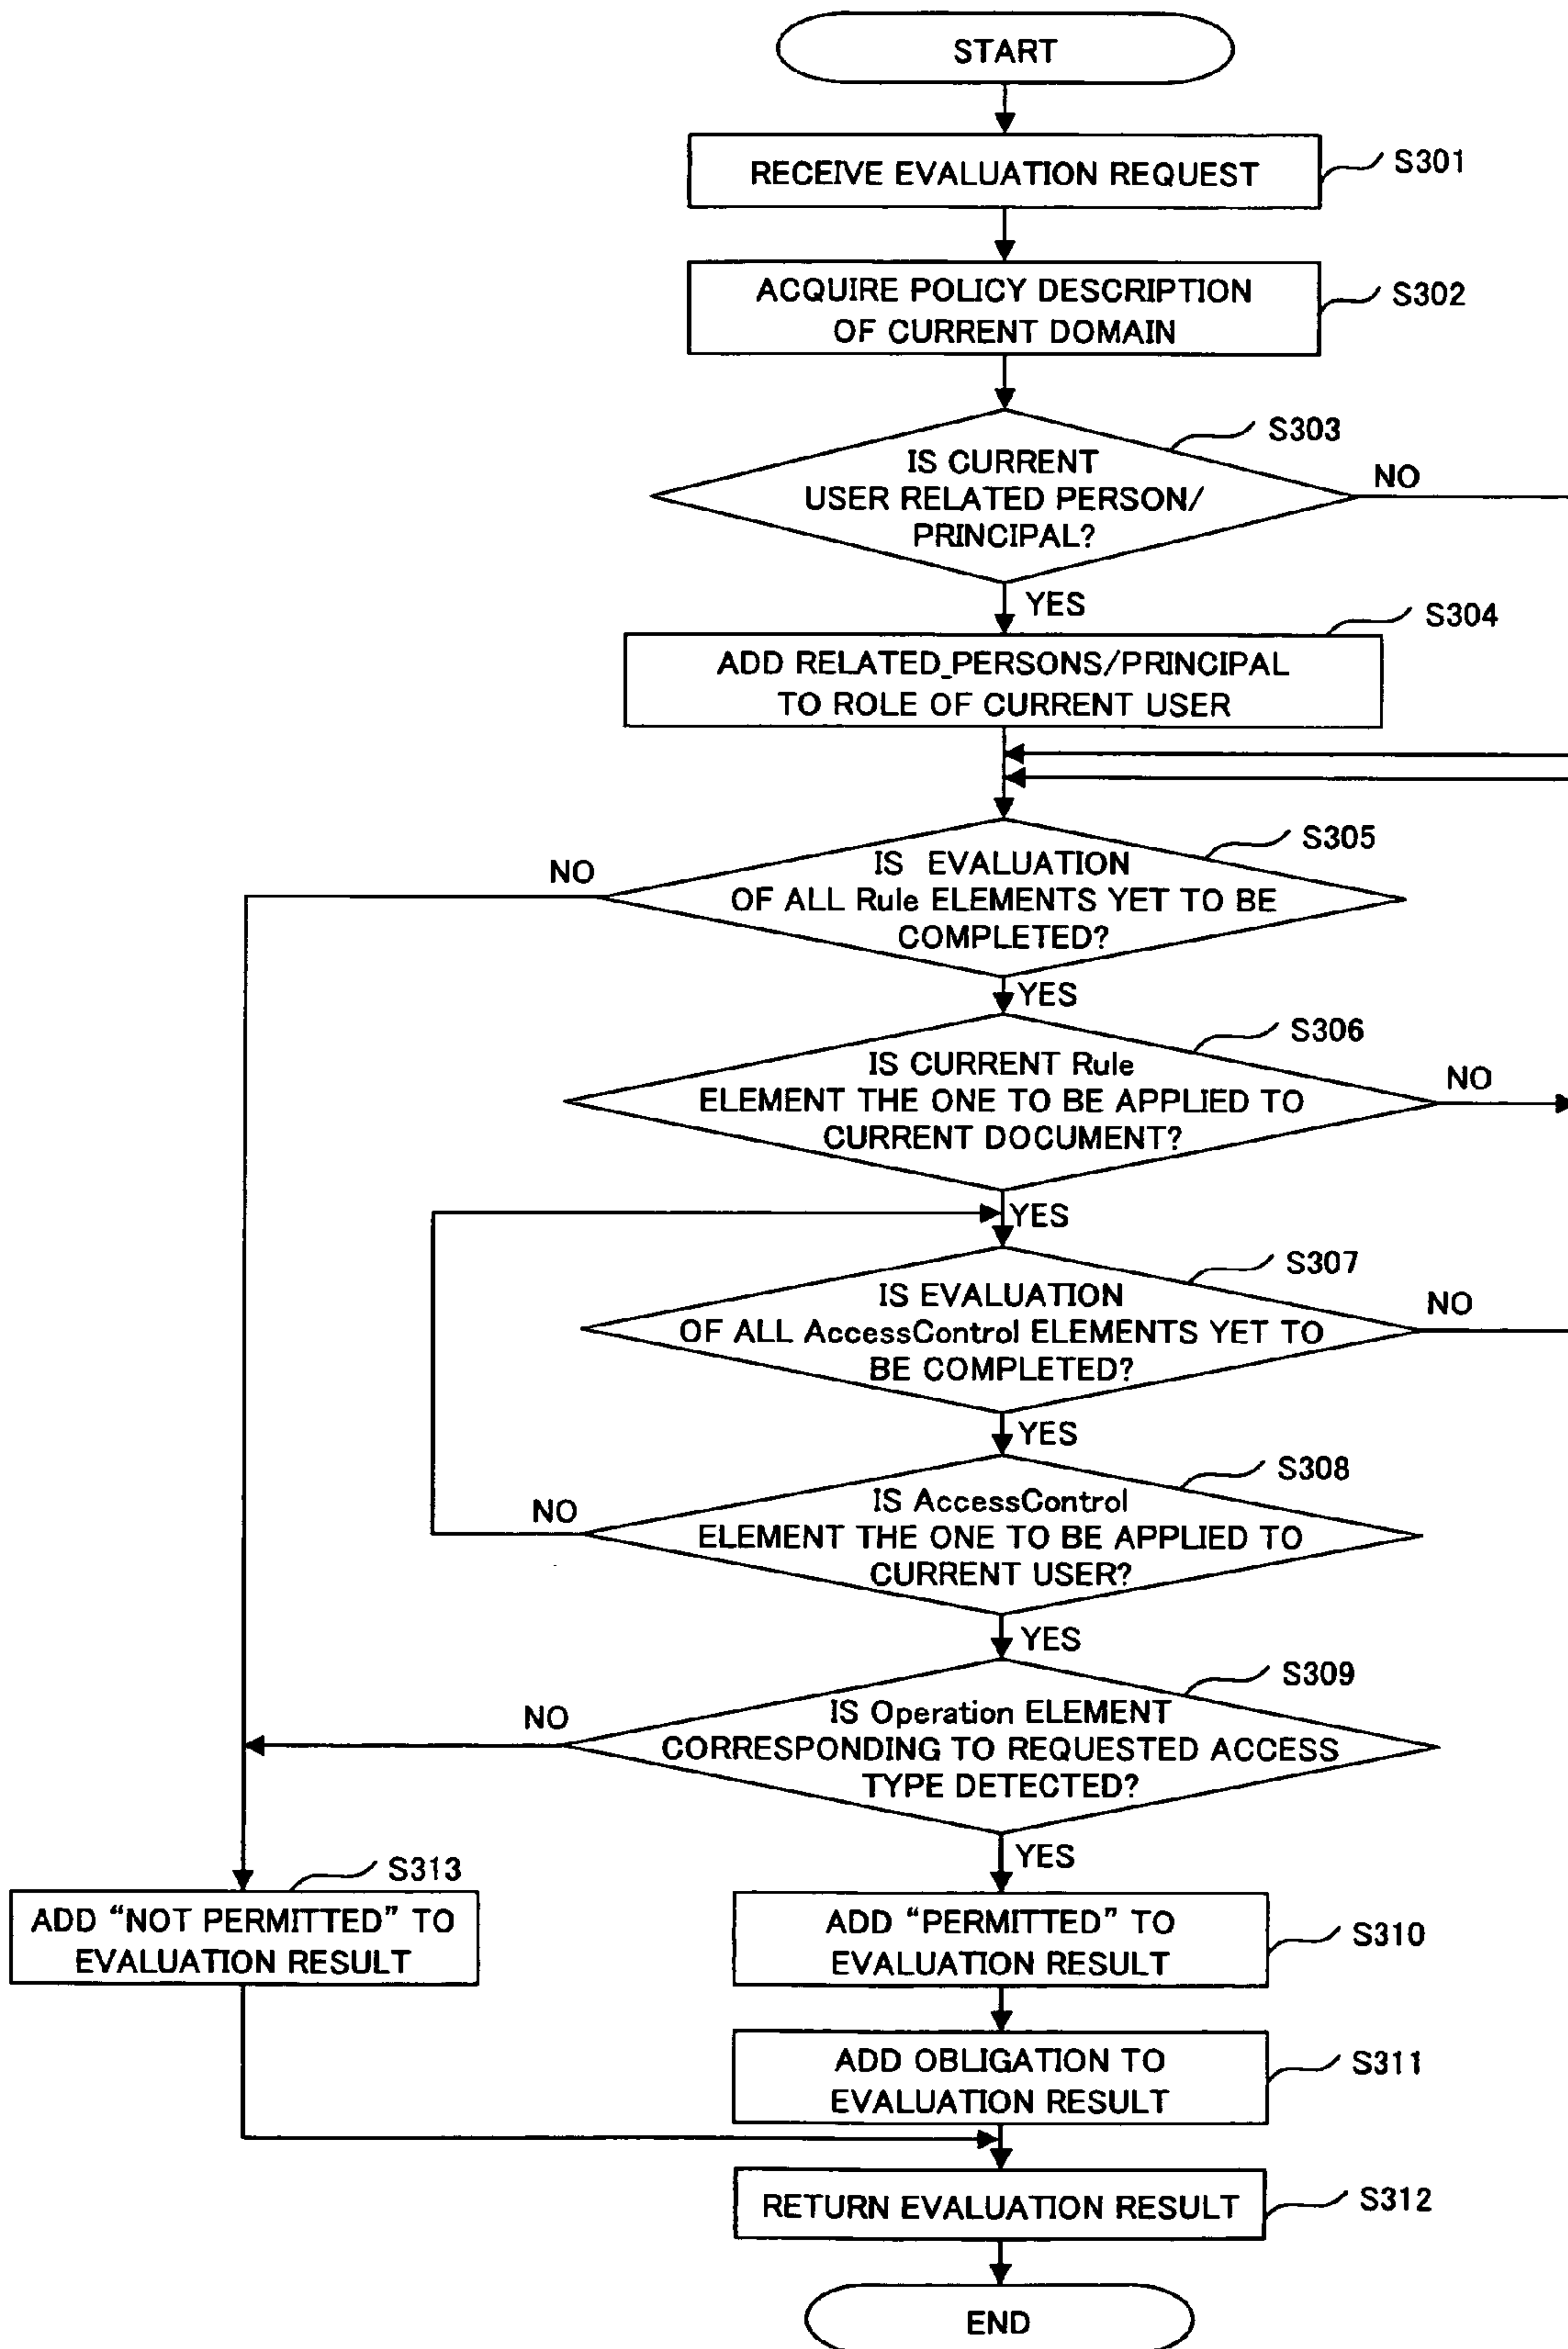 START
RECEIVE EVALUATION REQUEST
S301
ACQUIRE POLICY DESCRIPTION
OF CURRENT DOMAIN
S302
S303
IS CURRENT
USER RELATED PERSON/
PRINCIPAL?
NO
YES
S304
ADD RELATED_PERSONS/PRINCIPAL
TO ROLE OF CURRENT USER
S305
NO
IS EVALUATION
OF ALL Rule ELEMENTS YET TO BE
COMPLETED?
YES
S306
IS CURRENT Rule
ELEMENT THE ONE TO BE APPLIED TO
CURRENT DOCUMENT?
NO
YES
S307
IS EVALUATION
OF ALL AccessControl ELEMENTS YET TO
BE COMPLETED?
NO
YES
S308
NO
IS AccessControl
ELEMENT THE ONE TO BE APPLIED TO
CURRENT USER?
YES
S309
NO
IS Operation ELEMENT
CORRESPONDING TO REQUESTED ACCESS
TYPE DETECTED?
YES
S313
ADD “NOT PERMITTED” TO
EVALUATION RESULT
ADD “PERMITTED” TO
EVALUATION RESULT
S310
ADD OBLIGATION TO
EVALUATION RESULT
S311
RETURN EVALUATION RESULT
S312
END